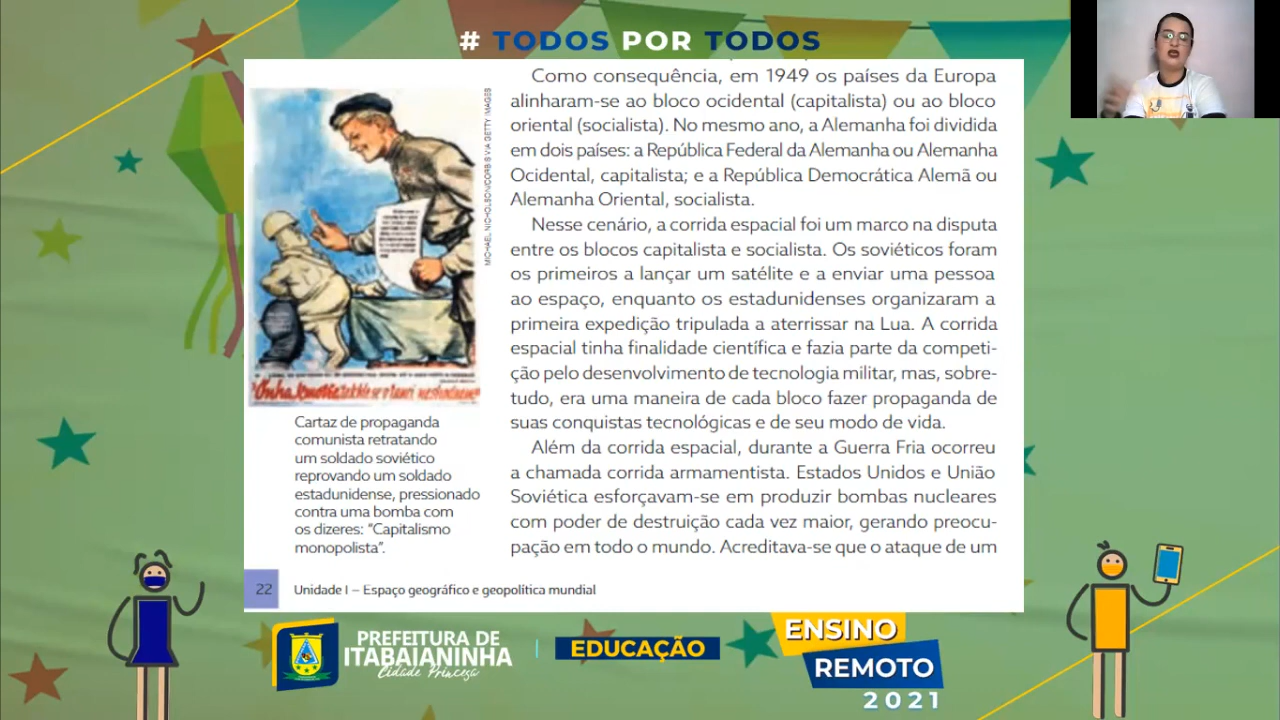 # TODOS POR TODOS
Como consequência, em 1949 os países da Europa
alinharam-se ao bloco ocidental (capitalista) ou ao bloco
oriental (socialista). No mesmo ano, a Alemanha foi dividida
em dois países: a República Federal da Alemanha ou Alemanha
Ocidental, capitalista; e a República Democrática Alemã ou
Alemanha Oriental, socialista.
Nesse cenário, a corrida espacial foi um marco na disputa
entre os blocos capitalista e socialista. Os soviéticos foram
os primeiros a lançar um satélite e a enviar uma pessoa
ao espaço, enquanto os estadunidenses organizaram a
primeira expedição tripulada a aterrissar na Lua. A corrida
espacial tinha finalidade científica e fazia parte da competi-
ção pelo desenvolvimento de tecnologia militar, mas, sobre-
tudo, era uma maneira de cada bloco fazer propaganda de
suas conquistas tecnológicas e de seu modo de vida.
Além da corrida espacial, durante a Guerra Fria ocorreu
a chamada corrida armamentista. Estados Unidos e União
Soviética esforçavam-se em produzir bombas nucleares
com poder de destruição cada vez maior, gerando preocu-
pação em todo o mundo. Acreditava-se que o ataque de um
MICHAEL NICHOLSON/CORBIS VIA GETTY IMAGES
Cartaz de propaganda
comunista retratando
um soldado soviético
reprovando um soldado
estadunidense, pressionado
contra uma bomba com
os dizeres: “Capitalismo
monopolista”.
22 Unidade I – Espaço geográfico e geopolítica mundial
PREFEITURA DE
ITABAIANINHA
Cidade Princesa
EDUCAÇÃO
ENSINO
REMOTO
2021